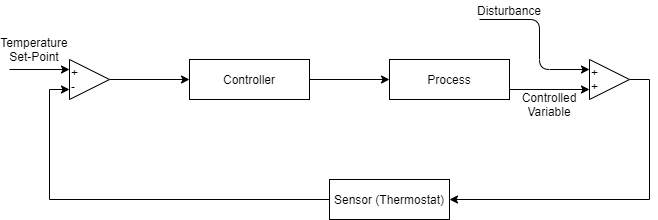 Disturbance
Temperature
Set-Point
+
-
Controller
Process
+
+
Controlled
Variable
Sensor (Thermostat)